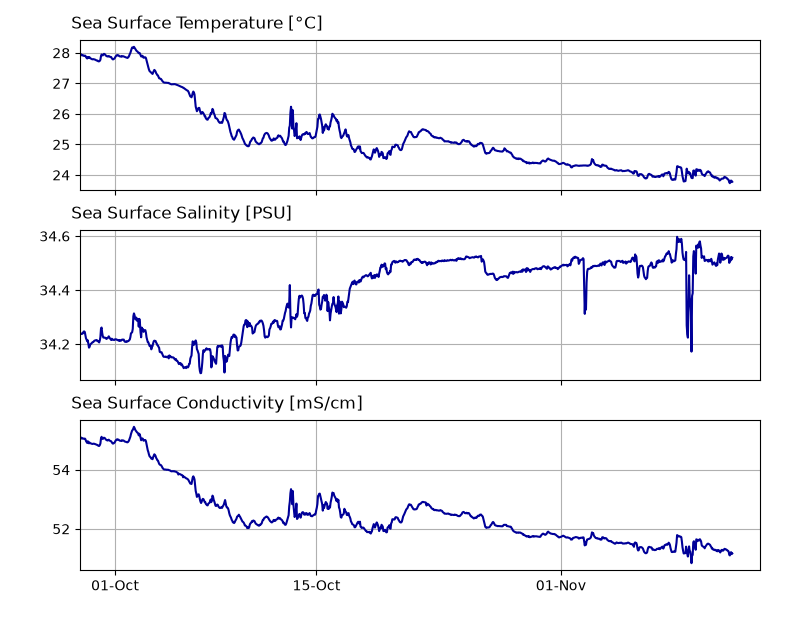 Sea Surface Temperature [°C]
28
27
26
25
24
Sea Surface Salinity [PSU]
34.6
34.4
34.2
Sea Surface Conductivity [mS/cm]
54
52
01-Oct 15-Oct 01-Nov